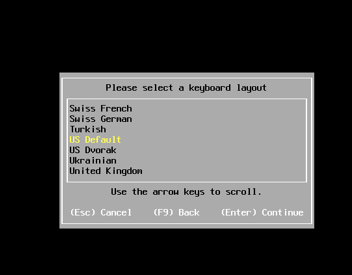 Please select a keyboard layout
Swiss French
Swiss German
Turkish
US Default
US Dvorak
Ukrainian
United Kingdom
Use the arrow keys to scroll.
(Esc) Cancel (F9) Back (Enter) Continue